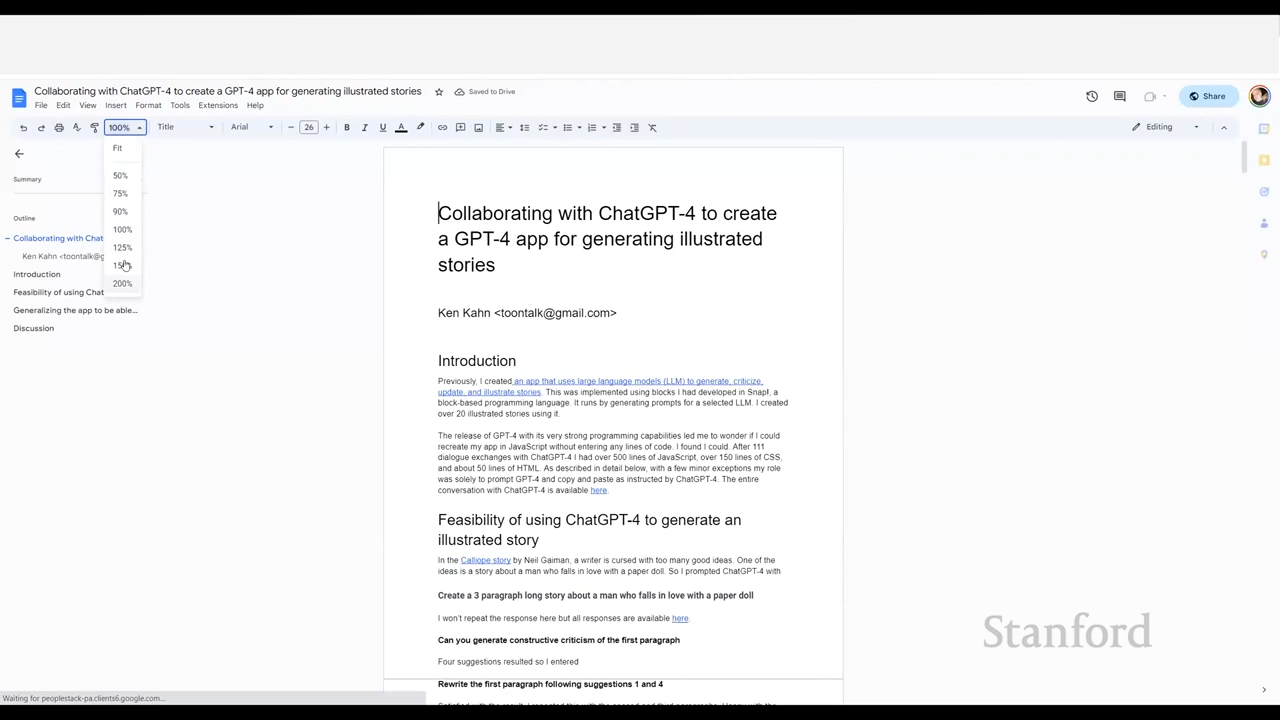 Collaborating with ChatGPT-4 to create a GPT-4 app for generating illustrated stories
Saved to Drive
File Edit View Insert Format Tools Extensions Help
Share
100% Title Arial 26 Editing
Fit
50%
75%
90%
100%
125%
200%
Summary
Outline
Collaborating with Chat
Ken Kahn <toontalk@g
Introduction
Feasibility of using Chat
Generalizing the app to be able...
Discussion
Collaborating with ChatGPT-4 to create
a GPT-4 app for generating illustrated
stories
Ken Kahn <toontalk@gmail.com>
Introduction
Previously, I created an app that uses large language models (LLM) to generate, criticize,
update, and illustrate stories. This was implemented using blocks I had developed in Snap!, a
block-based programming language. It runs by generating prompts for a selected LLM. I created
over 20 illustrated stories using it.
The release of GPT-4 with its very strong programming capabilities led me to wonder if I could
recreate my app in JavaScript without entering any lines of code. I found I could. After 111
dialogue exchanges with ChatGPT-4 I had over 500 lines of JavaScript, over 150 lines of CSS,
and about 50 lines of HTML. As described in detail below, with a few minor exceptions my role
was solely to prompt GPT-4 and copy and paste as instructed by ChatGPT-4. The entire
conversation with ChatGPT-4 is available here.
Feasibility of using ChatGPT-4 to generate an
illustrated story
In the Calliope story by Neil Gaiman, a writer is cursed with too many good ideas. One of the
ideas is a story about a man who falls in love with a paper doll. So I prompted ChatGPT-4 with
Create a 3 paragraph long story about a man who falls in love with a paper doll
I won't repeat the response here but all responses are available here.
Can you generate constructive criticism of the first paragraph
Four suggestions resulted so I entered
Rewrite the first paragraph following suggestions 1 and 4
Stanford
Waiting for peoplestack-pa.clients6.google.com...